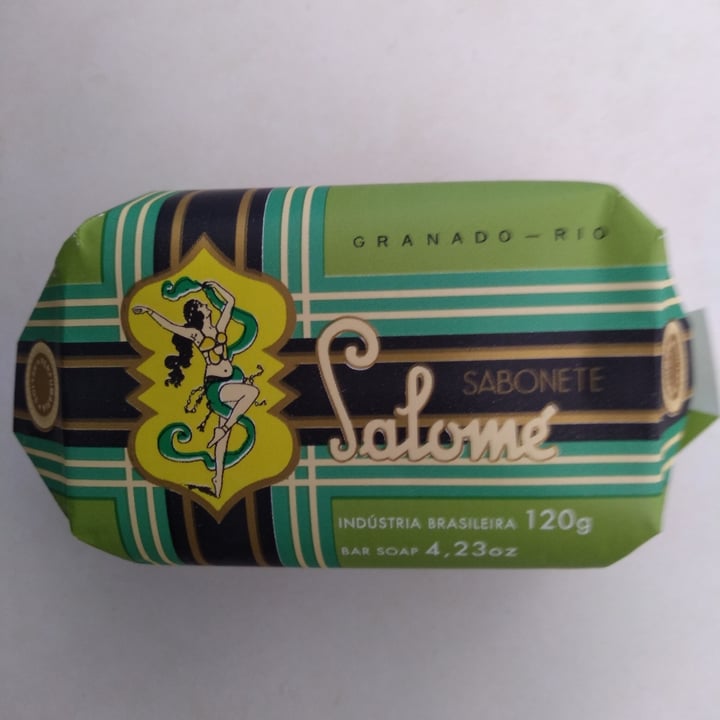 GRANADO – RIO
SABONETE
Salomé
INDÚSTRIA BRASILEIRA 120g
BAR SOAP 4,23oz